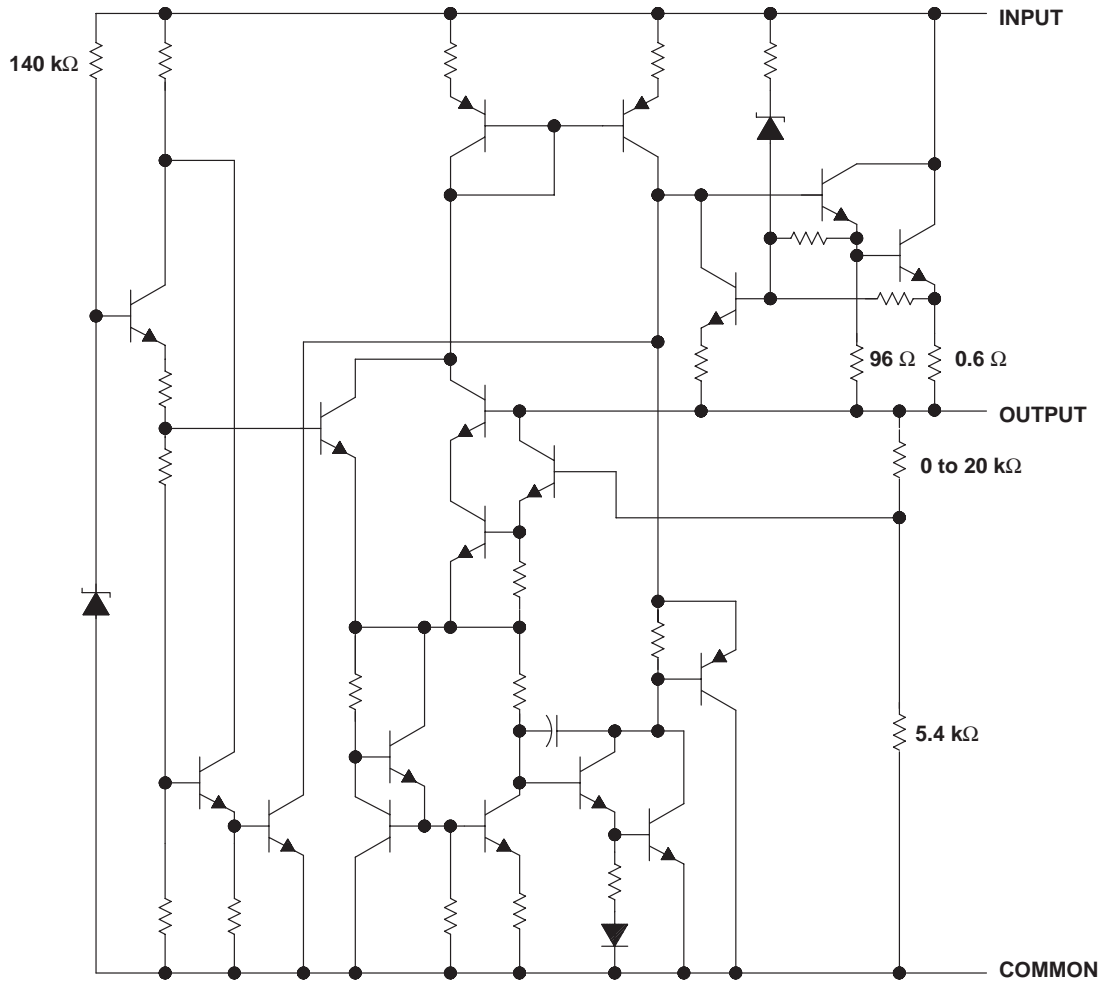 INPUT
140 kΩ
96 Ω
0.6 Ω
OUTPUT
0 to 20 kΩ
5.4 kΩ
COMMON